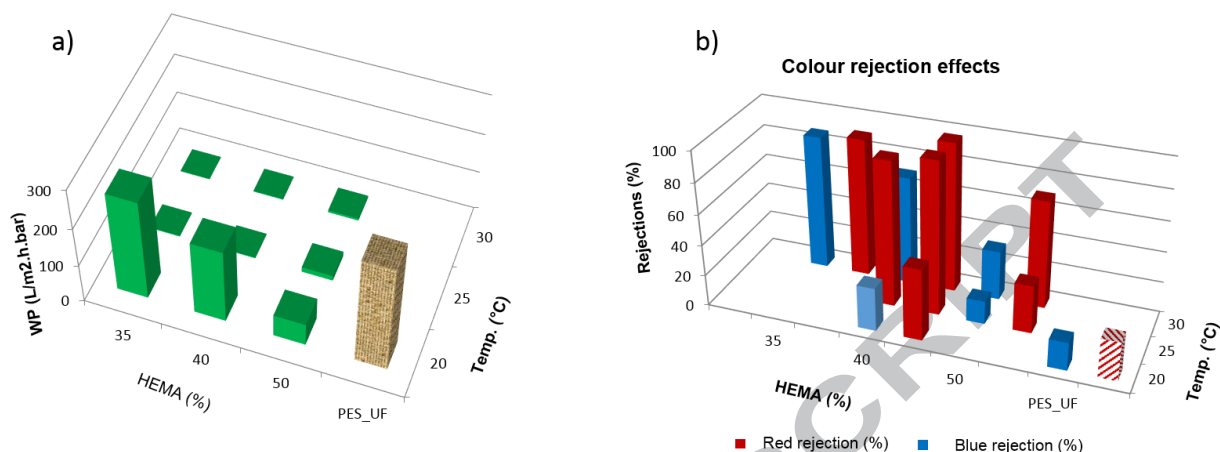 a)
300
200
100
0
WP (L/m2.h.bar)
35
40
50
PES_UF
HEMA (%)
20
25
30
Temp. (°C)
b)
Colour rejection effects
100
80
60
40
20
0
Rejections (%)
35
40
50
PES_UF
HEMA (%)
20
25
30
Temp. (°C)
Red rejection (%) Blue rejection (%)
CRIPT